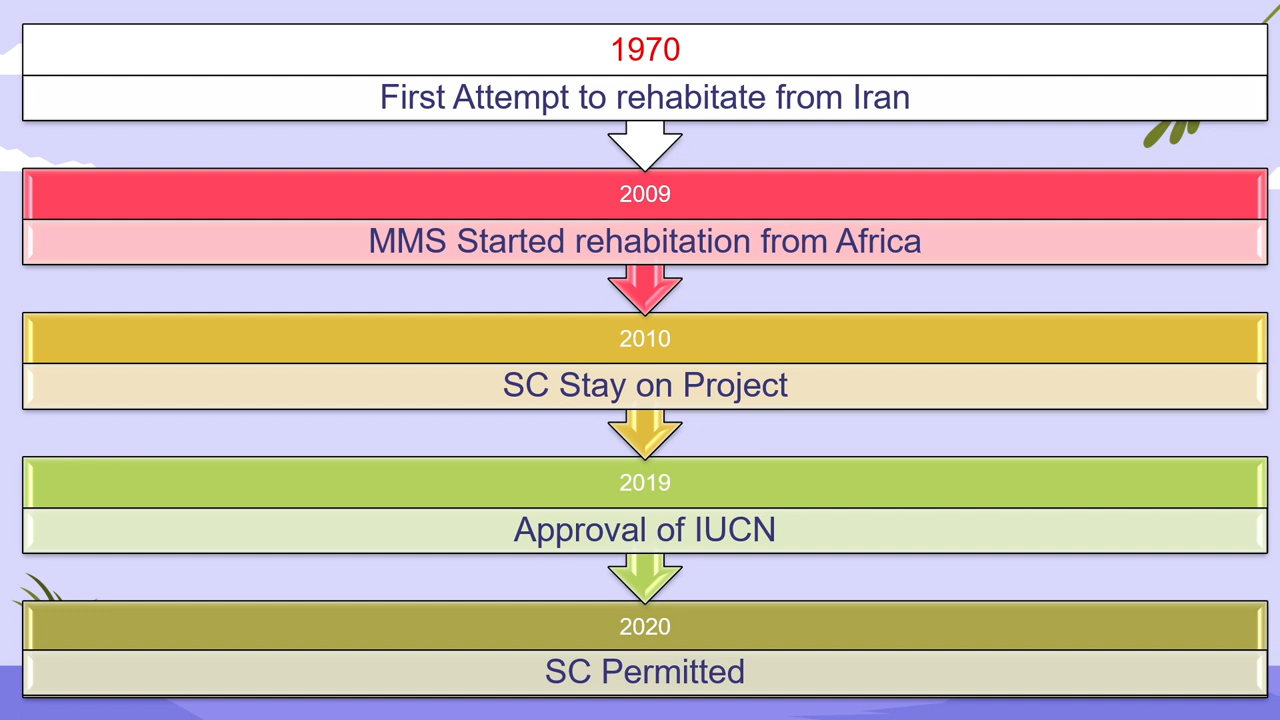 1970
First Attempt to rehabitate from Iran
2009
MMS Started rehabitation from Africa
2010
SC Stay on Project
2019
Approval of IUCN
2020
SC Permitted